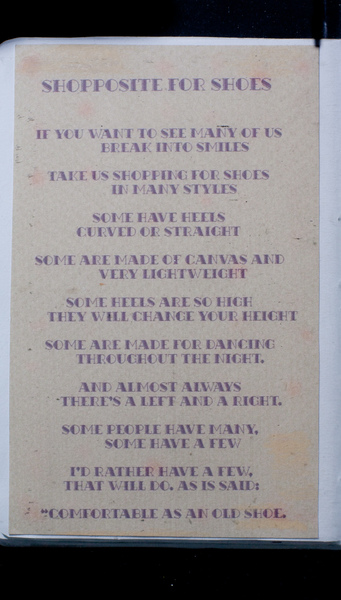 SHOPPOSITE FOR SHOES
IF YOU WANT TO SEE MANY OF US
BREAK INTO SMILES
TAKE US SHOPPING FOR SHOES
IN MANY STYLES
SOME HAVE HEELS
CURVED OR STRAIGHT
SOME ARE MADE OF CANVAS AND
VERY LIGHTWEIGHT
SOME HEELS ARE SO HIGH
THEY WILL CHANGE YOUR HEIGHT
SOME ARE MADE FOR DANCING
THROUGHOUT THE NIGHT.
AND ALMOST ALWAYS
THERE'S A LEFT AND A RIGHT.
SOME PEOPLE HAVE MANY,
SOME HAVE A FEW
I'D RATHER HAVE A FEW,
THAT WILL DO. AS IS SAID:
"COMFORTABLE AS AN OLD SHOE.